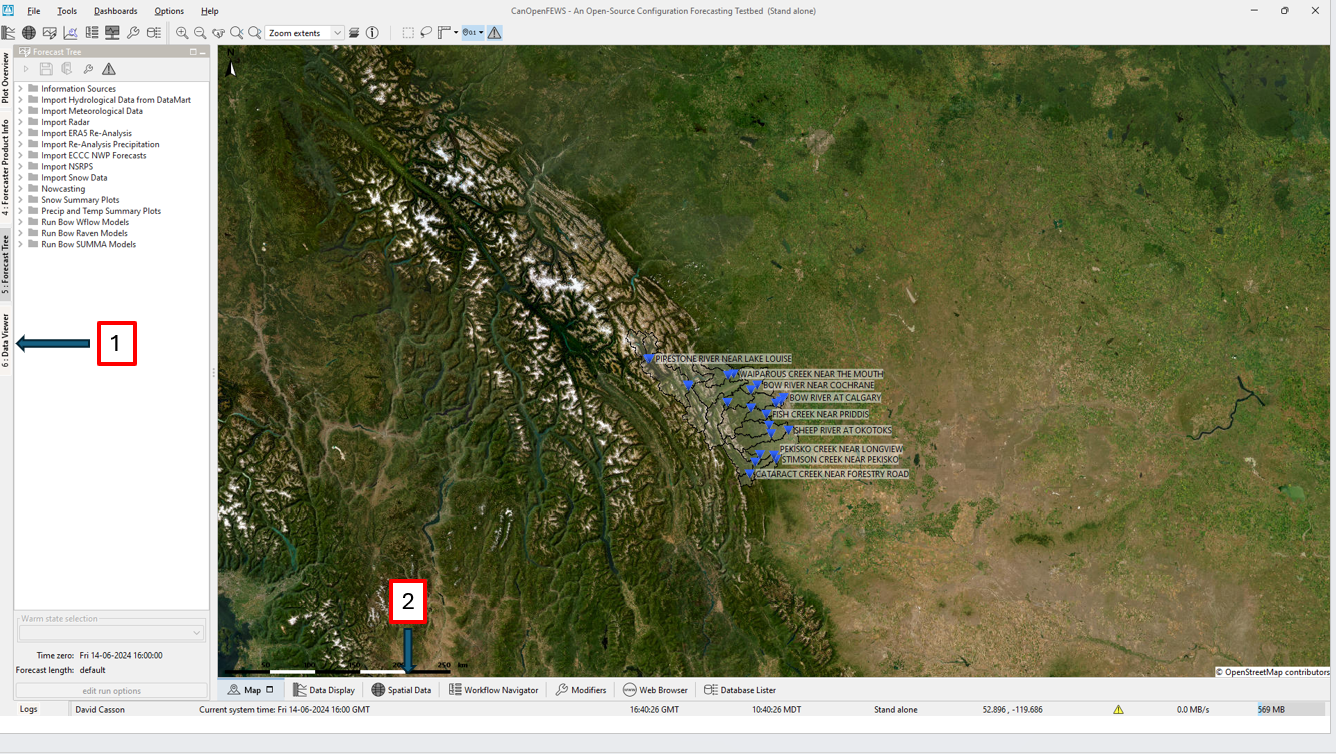 File Tools Dashboards Options Help
CanOpenFEWS - An Open-Source Configuration Forecasting Testbed (Stand alone)
Zoom extents
0.1
Plot Overview
4 : Forecaster Product Info
5 : Forecast Tree
6 : Data Viewer
Forecast Tree
Information Sources
Import Hydrological Data from DataMart
Import Meteorological Data
Import Radar
Import ERA5 Re-Analysis
Import Re-Analysis Precipitation
Import ECCC NWP Forecasts
Import NSRPS
Import Snow Data
Nowcasting
Snow Summary Plots
Precip and Temp Summary Plots
Run Bow Wflow Models
Run Bow Raven Models
Run Bow SUMMA Models
1
2
Warm state selection
Time zero: Fri 14-06-2024 16:00:00
Forecast length: default
edit run options
N
PIRESTONE RIVER NEAR LAKE LOUISE
WAIPAROUS CREEK NEAR THE MOUTH
BOW RIVER NEAR COCHRANE
BOW RIVER AT CALGARY
FISH CREEK NEAR PRIDDIS
SHEEP RIVER AT OKOTOKS
PEKISKO CREEK NEAR LONGVIEW
STIMSON CREEK NEAR PEKISKO
CATARACT CREEK NEAR FORESTRY ROAD
50 100 150 200 250 km
© OpenStreetMap contributors
Map Data Display Spatial Data Workflow Navigator Modifiers Web Browser Database Lister
Logs David Casson Current system time: Fri 14-06-2024 16:00 GMT 16:40:26 GMT 10:40:26 MDT Stand alone 52.896 , -119.686 0.0 MB/s 569 MB